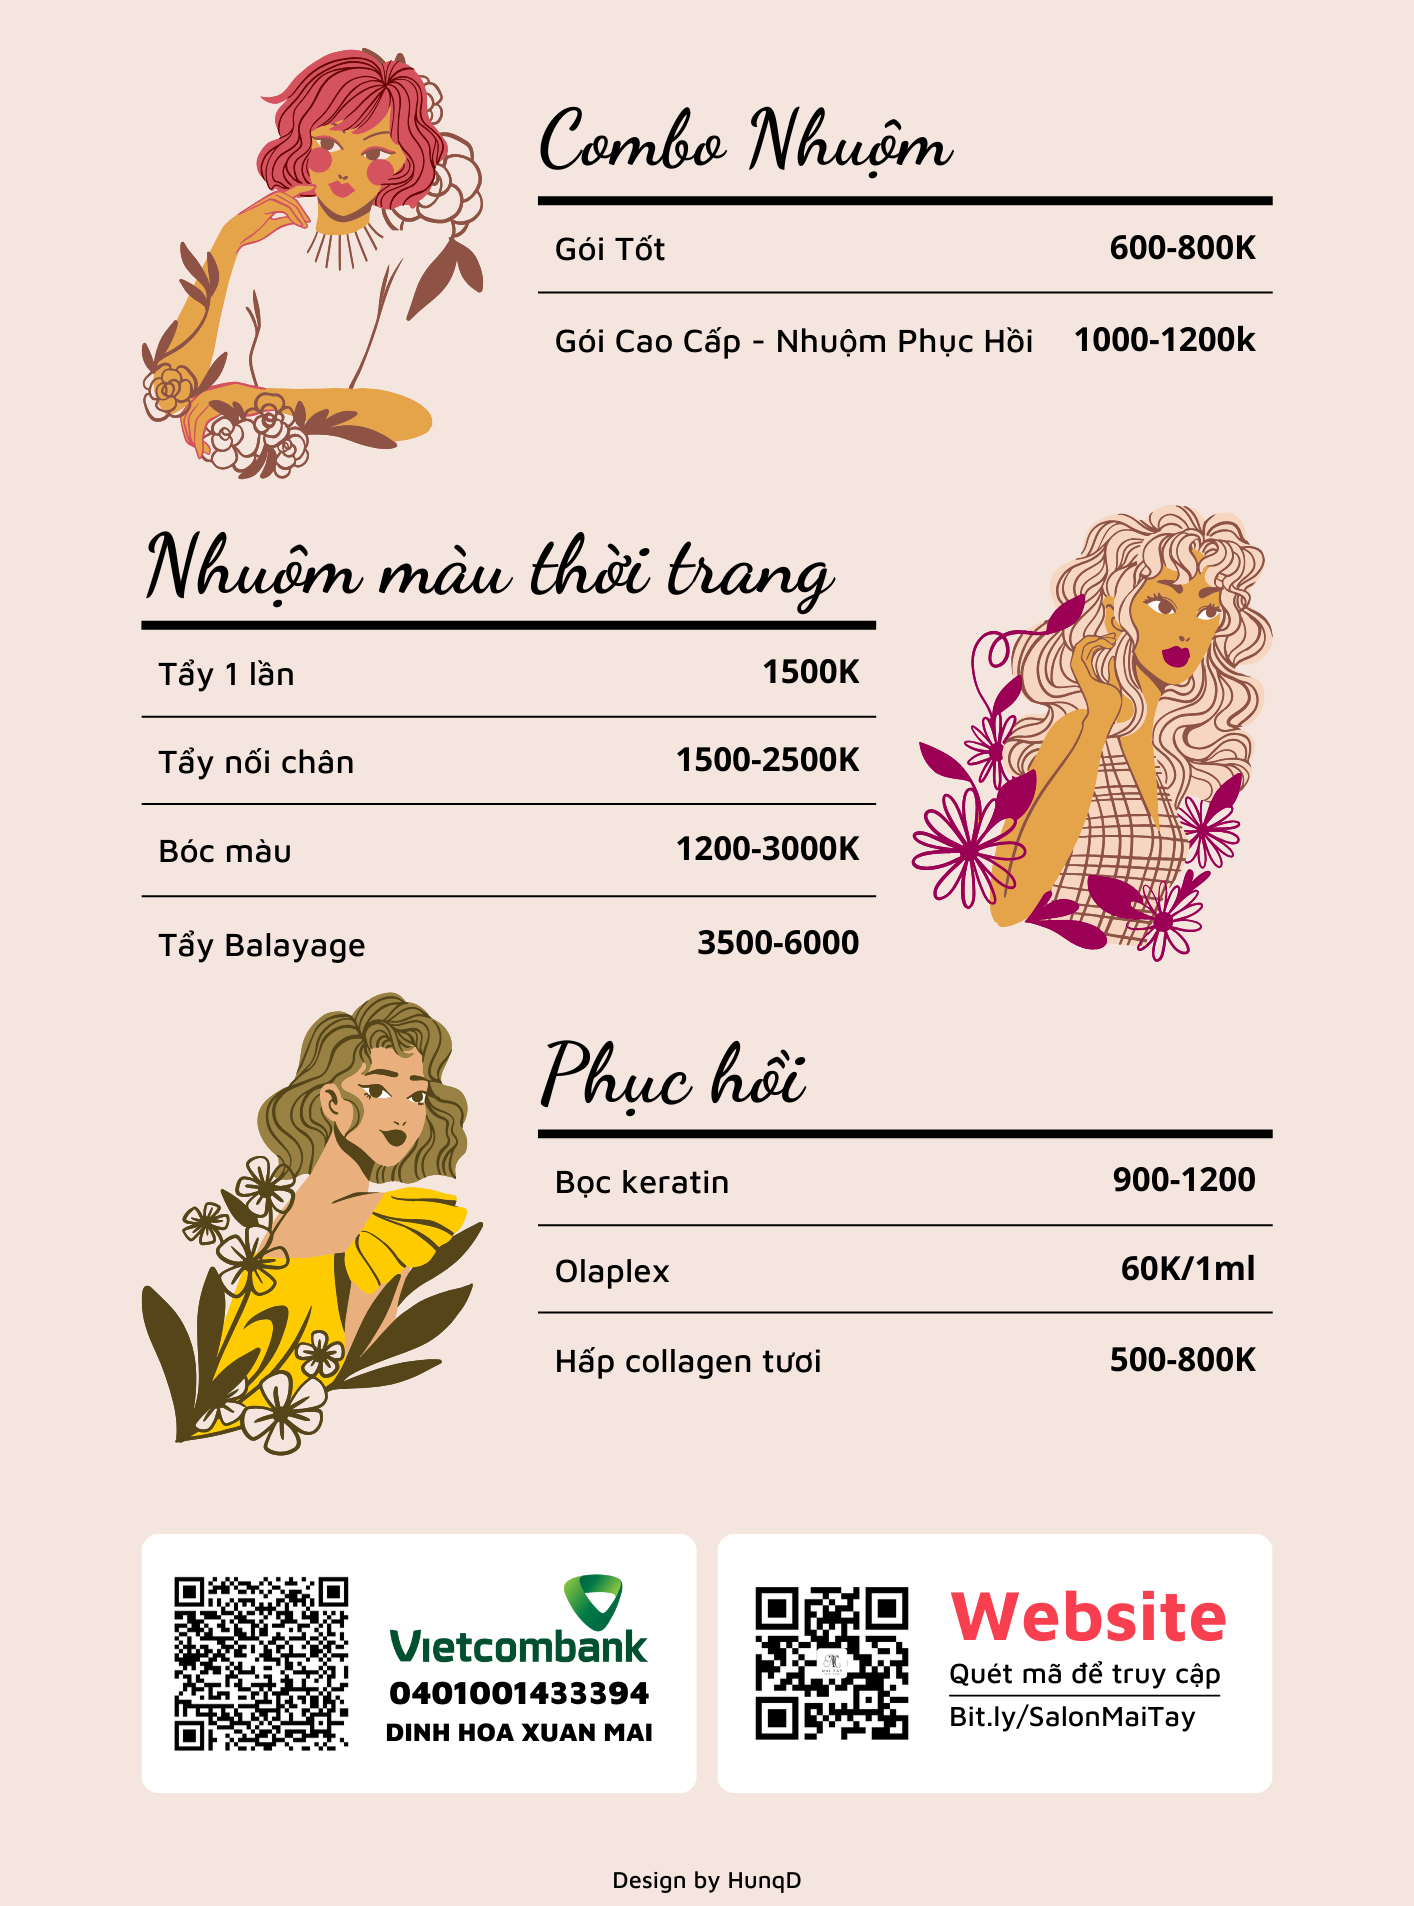 Combo Nhuộm
Gói Tốt 600-800K
Gói Cao Cấp - Nhuộm Phục Hồi 1000-1200k
Nhuộm màu thời trang
Tẩy 1 lần 1500K
Tẩy nối chân 1500-2500K
Bóc màu 1200-3000K
Tẩy Balayage 3500-6000
Phục hồi
Bọc keratin 900-1200
Olaplex 60K/1ml
Hấp collagen tươi 500-800K
Vietcombank
0401001433394
DINH HOA XUAN MAI
Website
Quét mã để truy cập
Bit.ly/SalonMaiTay
Design by HunqD